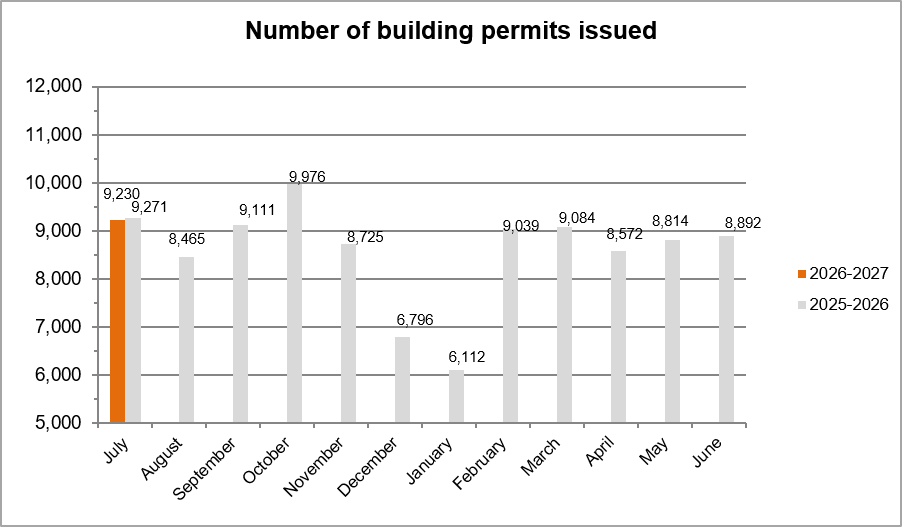 Number of building permits issued
12,000
11,000
10,000
9,000
8,000
7,000
6,000
5,000
9,230
9,271
8,465
9,111
9,976
8,725
6,796
6,112
9,039
9,084
8,572
8,814
8,892
July
August
September
October
November
December
January
February
March
April
May
June
2026-2027
2025-2026